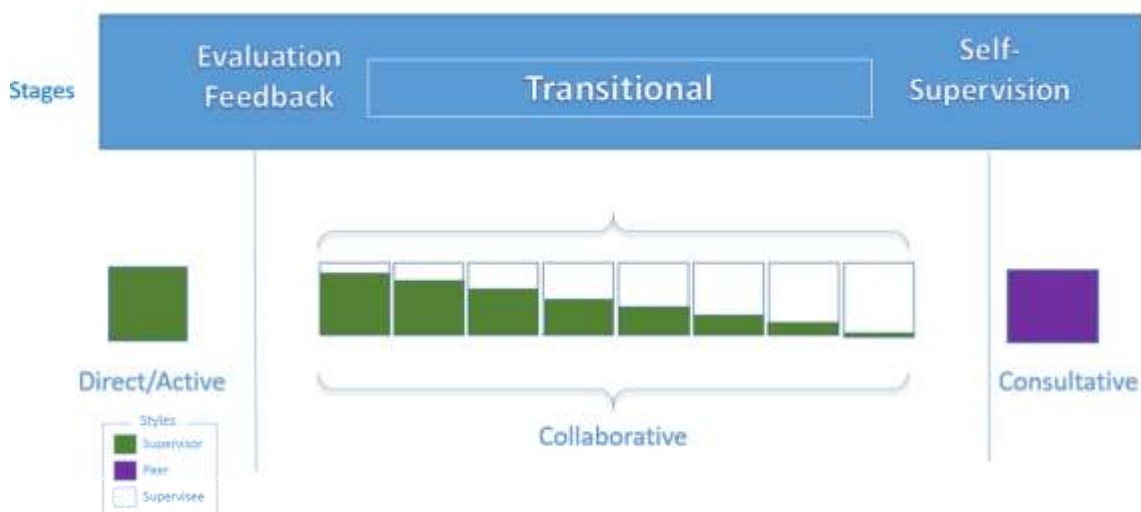 Stages
Evaluation
Feedback
Transitional
Self-
Supervision
Direct/Active
Collaborative
Consultative
Styles
Supervisor
Peer
Supervisee